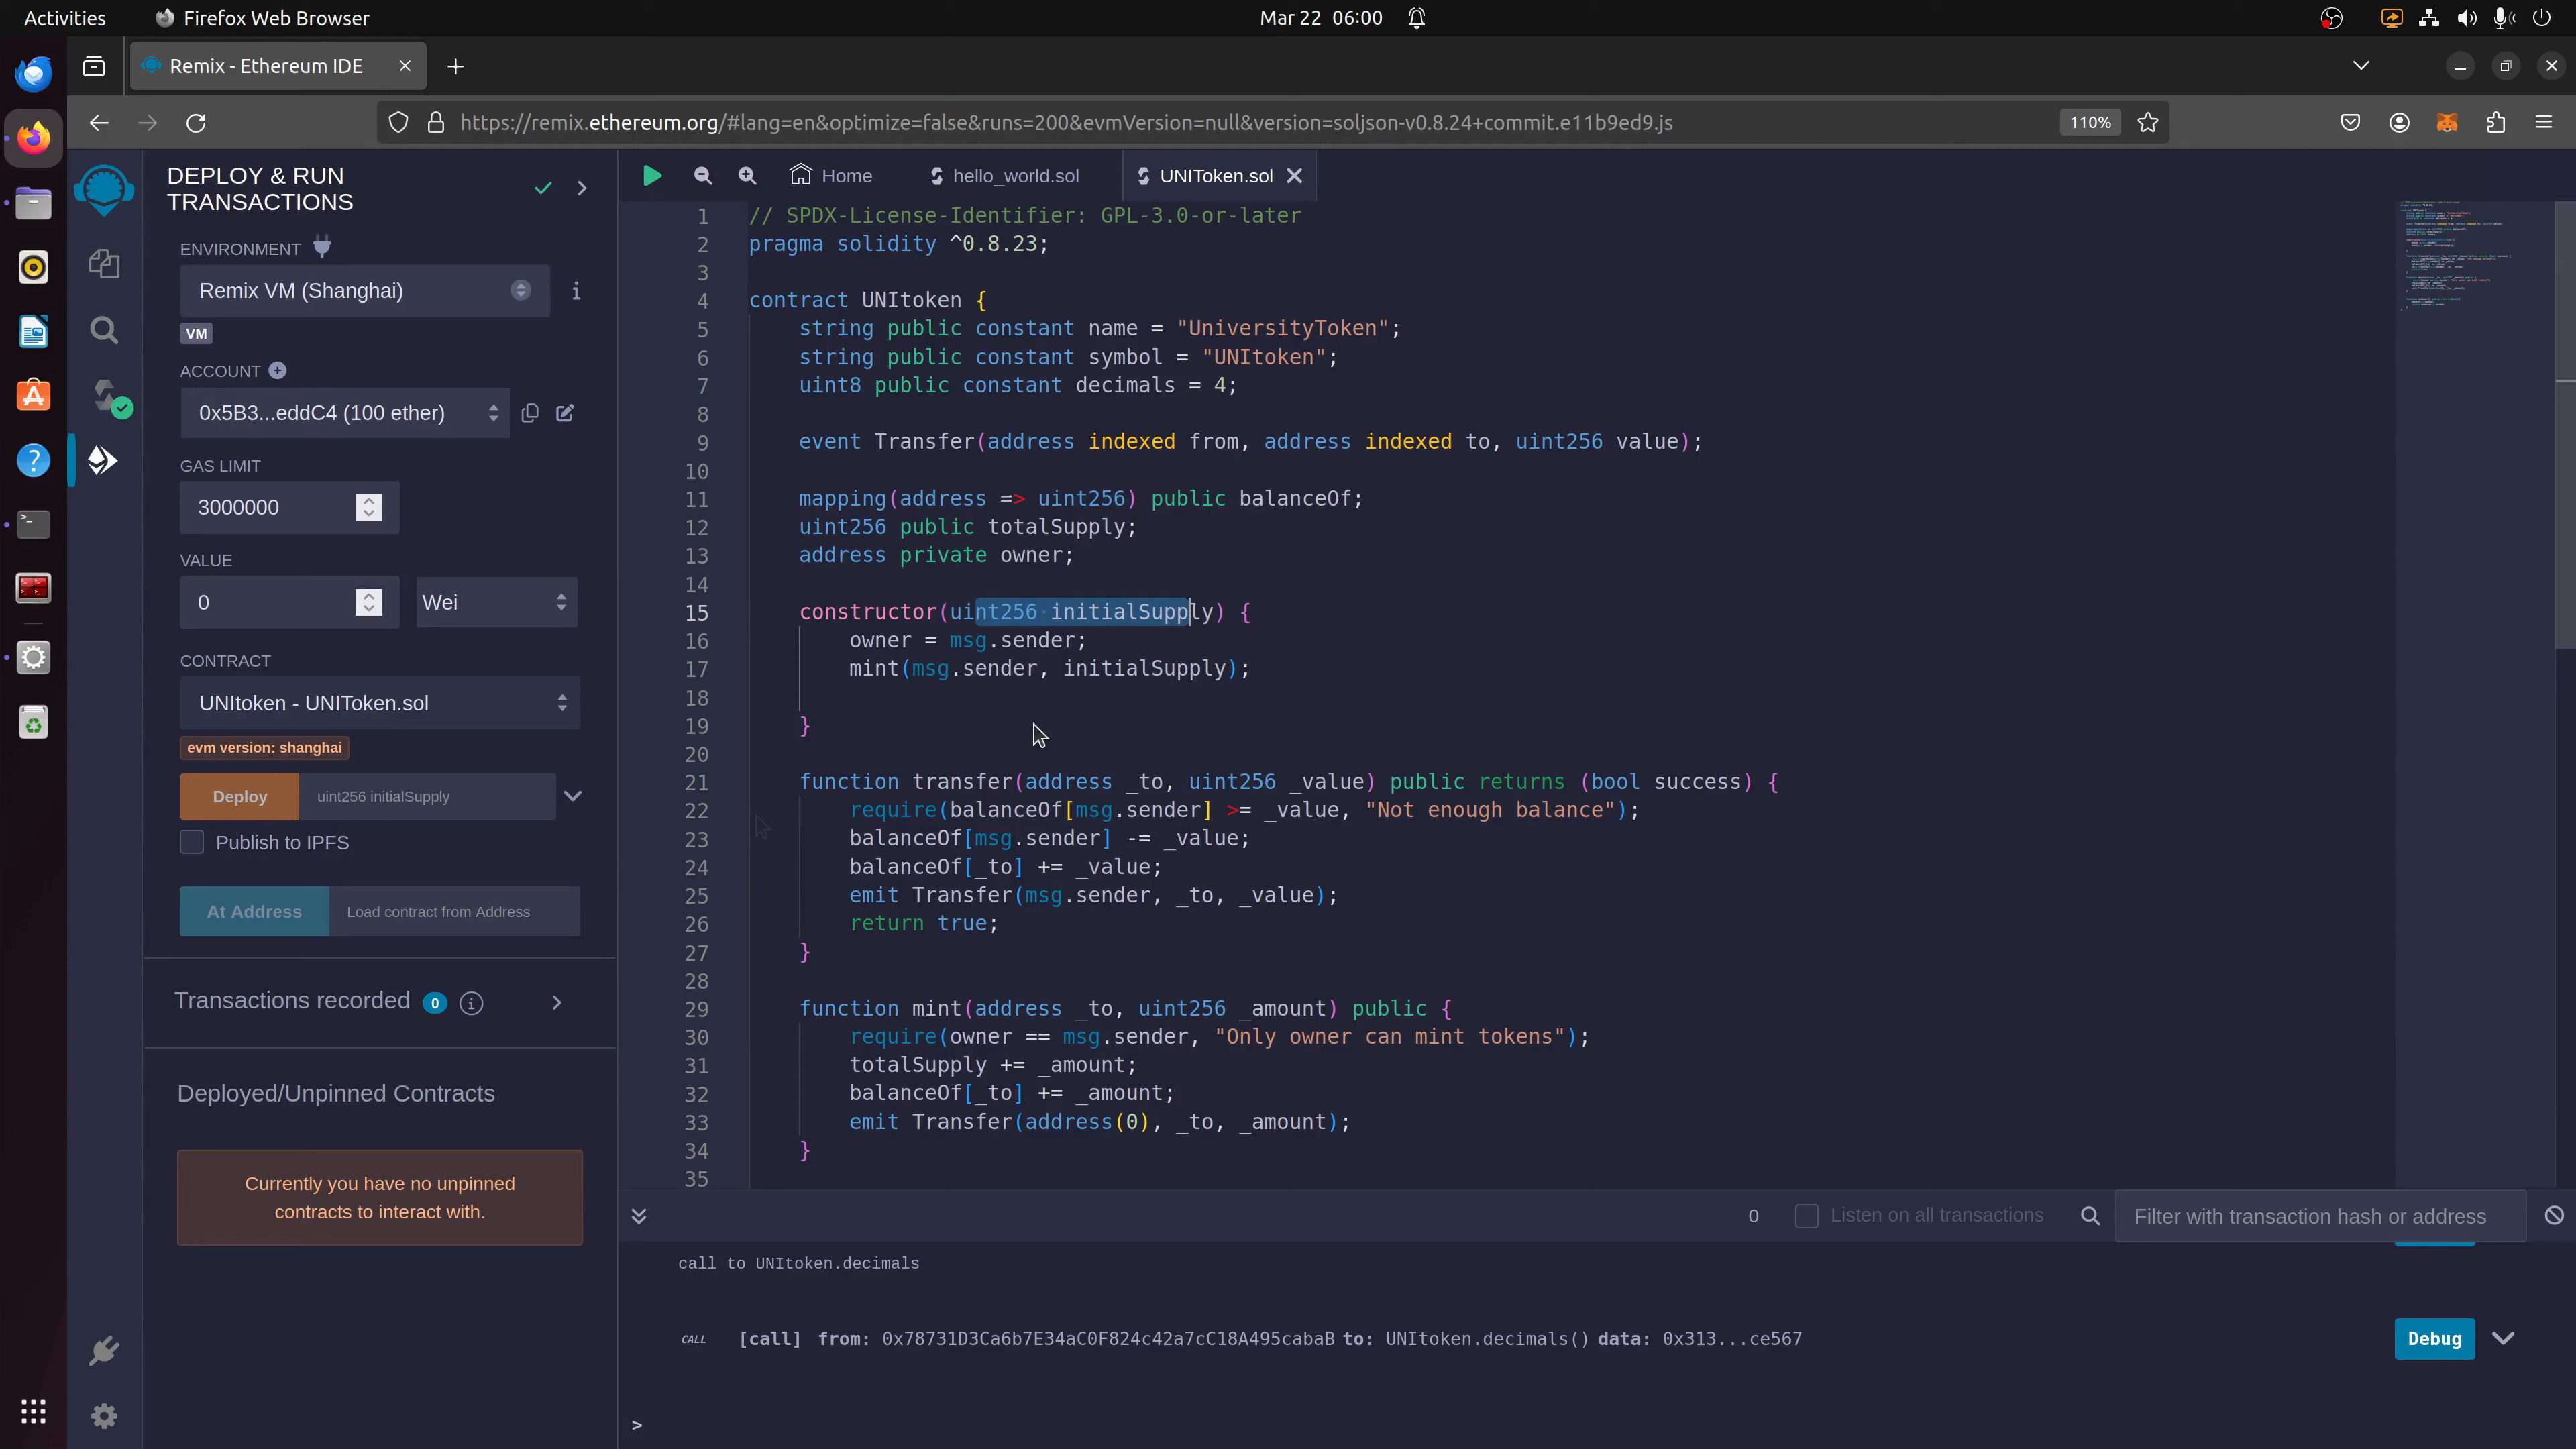 Activities
Firefox Web Browser
Mar 22 06:00
Remix - Ethereum IDE
https://remix.ethereum.org/#lang=en&optimize=false&runs=200&evmVersion=null&version=soljson-v0.8.24+commit.e11b9ed9.js
110%
DEPLOY & RUN
TRANSACTIONS
ENVIRONMENT
Remix VM (Shanghai)
VM
ACCOUNT
0x5B3...eddC4 (100 ether)
GAS LIMIT
3000000
VALUE
0
Wei
CONTRACT
UNItoken - UNIToken.sol
evm version: shanghai
Deploy
uint256 initialSupply
Publish to IPFS
At Address
Load contract from Address
Transactions recorded 0
Deployed/Unpinned Contracts
Currently you have no unpinned
contracts to interact with.
Home
hello_world.sol
UNIToken.sol
1 // SPDX-License-Identifier: GPL-3.0-or-later
2 pragma solidity ^0.8.23;
3
4 contract UNItoken {
5 string public constant name = "UniversityToken";
6 string public constant symbol = "UNItoken";
7 uint8 public constant decimals = 4;
8
9 event Transfer(address indexed from, address indexed to, uint256 value);
10
11 mapping(address => uint256) public balanceOf;
12 uint256 public totalSupply;
13 address private owner;
14
15 constructor(uint256 initialSupply) {
16 owner = msg.sender;
17 mint(msg.sender, initialSupply);
18
19 }
20
21 function transfer(address _to, uint256 _value) public returns (bool success) {
22 require(balanceOf[msg.sender] >= _value, "Not enough balance");
23 balanceOf[msg.sender] -= _value;
24 balanceOf[_to] += _value;
25 emit Transfer(msg.sender, _to, _value);
26 return true;
27 }
28
29 function mint(address _to, uint256 _amount) public {
30 require(owner == msg.sender, "Only owner can mint tokens");
31 totalSupply += _amount;
32 balanceOf[_to] += _amount;
33 emit Transfer(address(0), _to, _amount);
34 }
35
0
Listen on all transactions
Filter with transaction hash or address
call to UNItoken.decimals
CALL [call] from: 0x78731D3Ca6b7E34aC0F824c42a7cC18A495cabaB to: UNItoken.decimals() data: 0x313...ce567
Debug
>